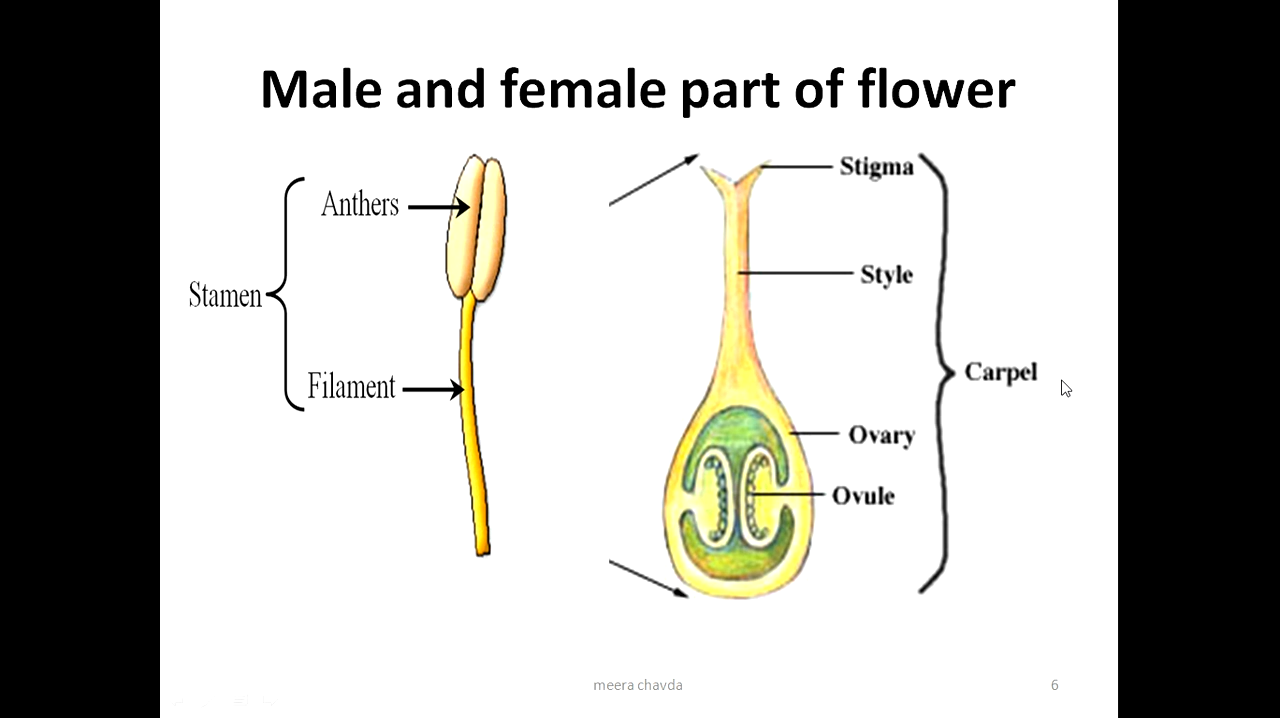 Male and female part of flower
Anthers
Stamen
Filament
Stigma
Style
Carpel
Ovary
Ovule
meera chavda
6